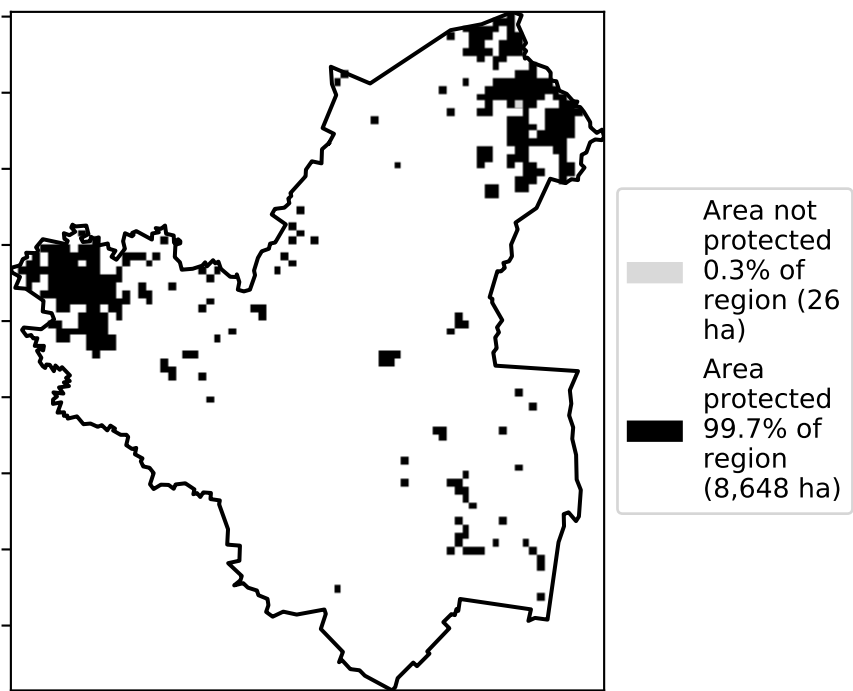 Area not
protected
0.3% of
region (26
ha)
Area
protected
99.7% of
region
(8,648 ha)